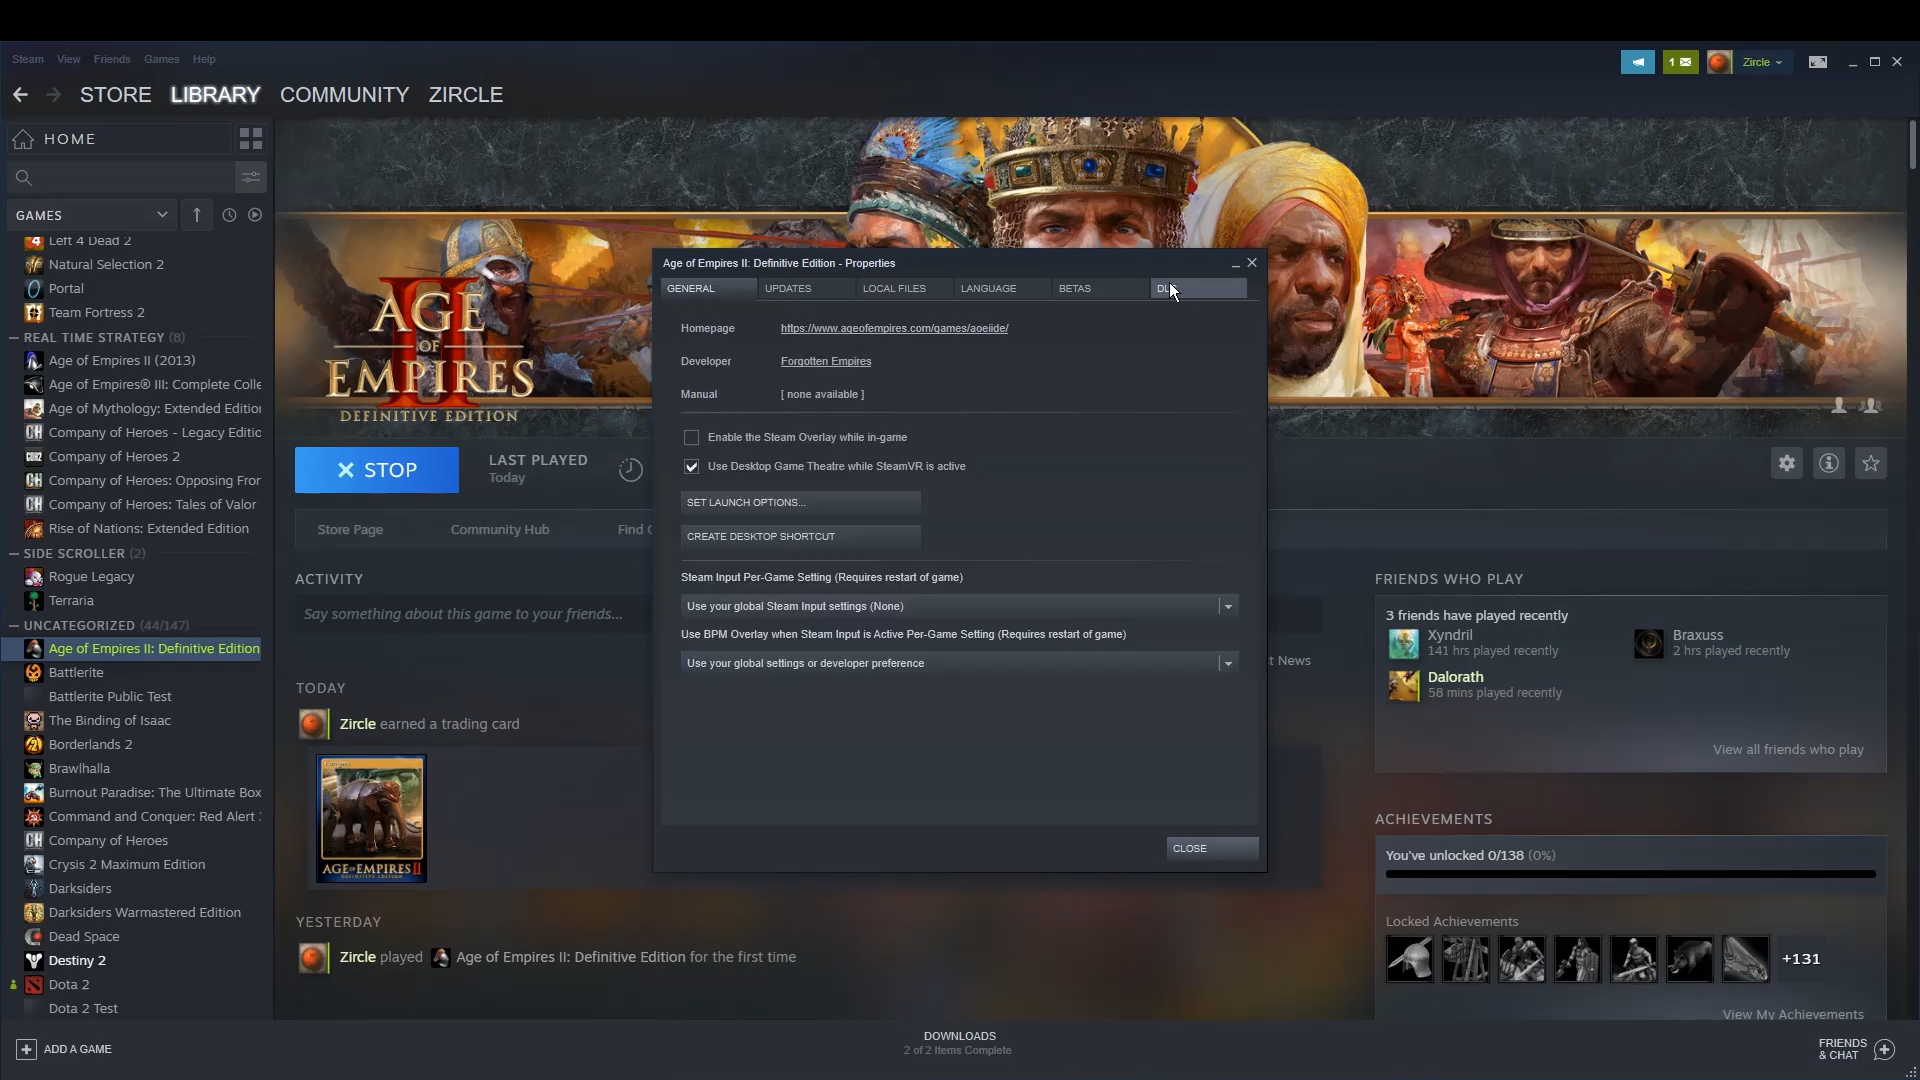 Steam View Friends Games Help
1 Zircle
STORE LIBRARY COMMUNITY ZIRCLE
HOME
GAMES
Left 4 Dead 2
Natural Selection 2
Portal
Team Fortress 2
REAL TIME STRATEGY (8)
Age of Empires II (2013)
Age of Empires® III: Complete Colle
Age of Mythology: Extended Edition
Company of Heroes - Legacy Editio
Company of Heroes 2
Company of Heroes: Opposing Fror
Company of Heroes: Tales of Valor
Rise of Nations: Extended Edition
SIDE SCROLLER (2)
Rogue Legacy
Terraria
UNCATEGORIZED (44/147)
Age of Empires II: Definitive Edition
Battlerite
Battlerite Public Test
The Binding of Isaac
Borderlands 2
Brawlhalla
Burnout Paradise: The Ultimate Box
Command and Conquer: Red Alert
Company of Heroes
Crysis 2 Maximum Edition
Darksiders
Darksiders Warmastered Edition
Dead Space
Destiny 2
Dota 2
Dota 2 Test
ADD A GAME
II
AGE
OF
EMPIRES
DEFINITIVE EDITION
STOP
LAST PLAYED
Today
Store Page Community Hub Find
ACTIVITY
Say something about this game to your friends...
t News
TODAY
Zircle earned a trading card
AGE OF EMPIRES II
DEFINITIVE EDITION
YESTERDAY
Zircle played Age of Empires II: Definitive Edition for the first time
Age of Empires II: Definitive Edition - Properties
GENERAL UPDATES LOCAL FILES LANGUAGE BETAS DL
Homepage https://www.ageofempires.com/games/aoeiide/
Developer Forgotten Empires
Manual [ none available ]
Enable the Steam Overlay while in-game
Use Desktop Game Theatre while SteamVR is active
SET LAUNCH OPTIONS...
CREATE DESKTOP SHORTCUT
Steam Input Per-Game Setting (Requires restart of game)
Use your global Steam Input settings (None)
Use BPM Overlay when Steam Input is Active Per-Game Setting (Requires restart of game)
Use your global settings or developer preference
CLOSE
FRIENDS WHO PLAY
3 friends have played recently
Xyndril
141 hrs played recently
Braxuss
2 hrs played recently
Dalorath
58 mins played recently
View all friends who play
ACHIEVEMENTS
You've unlocked 0/138 (0%)
Locked Achievements
+131
View My Achievements
DOWNLOADS
2 of 2 Items Complete
FRIENDS
& CHAT